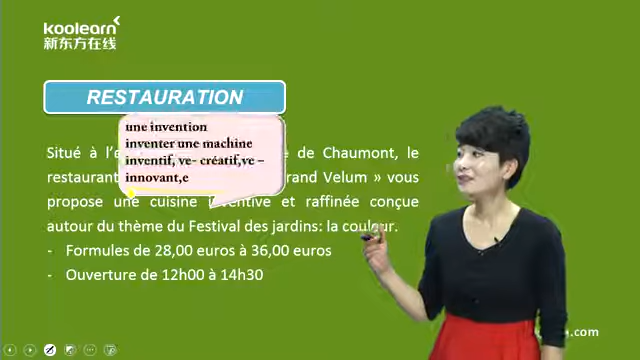 koolearn
新东方在线
RESTAURATION
une invention
inventer une machine
inventif, ve- créatif,ve –
innovant,e
Situé à l' de Chaumont, le
restaurant rand Velum » vous
propose une cuisine inventive et raffinée conçue
autour du thème du Festival des jardins: la couleur.
- Formules de 28,00 euros à 36,00 euros
- Ouverture de 12h00 à 14h30
.com